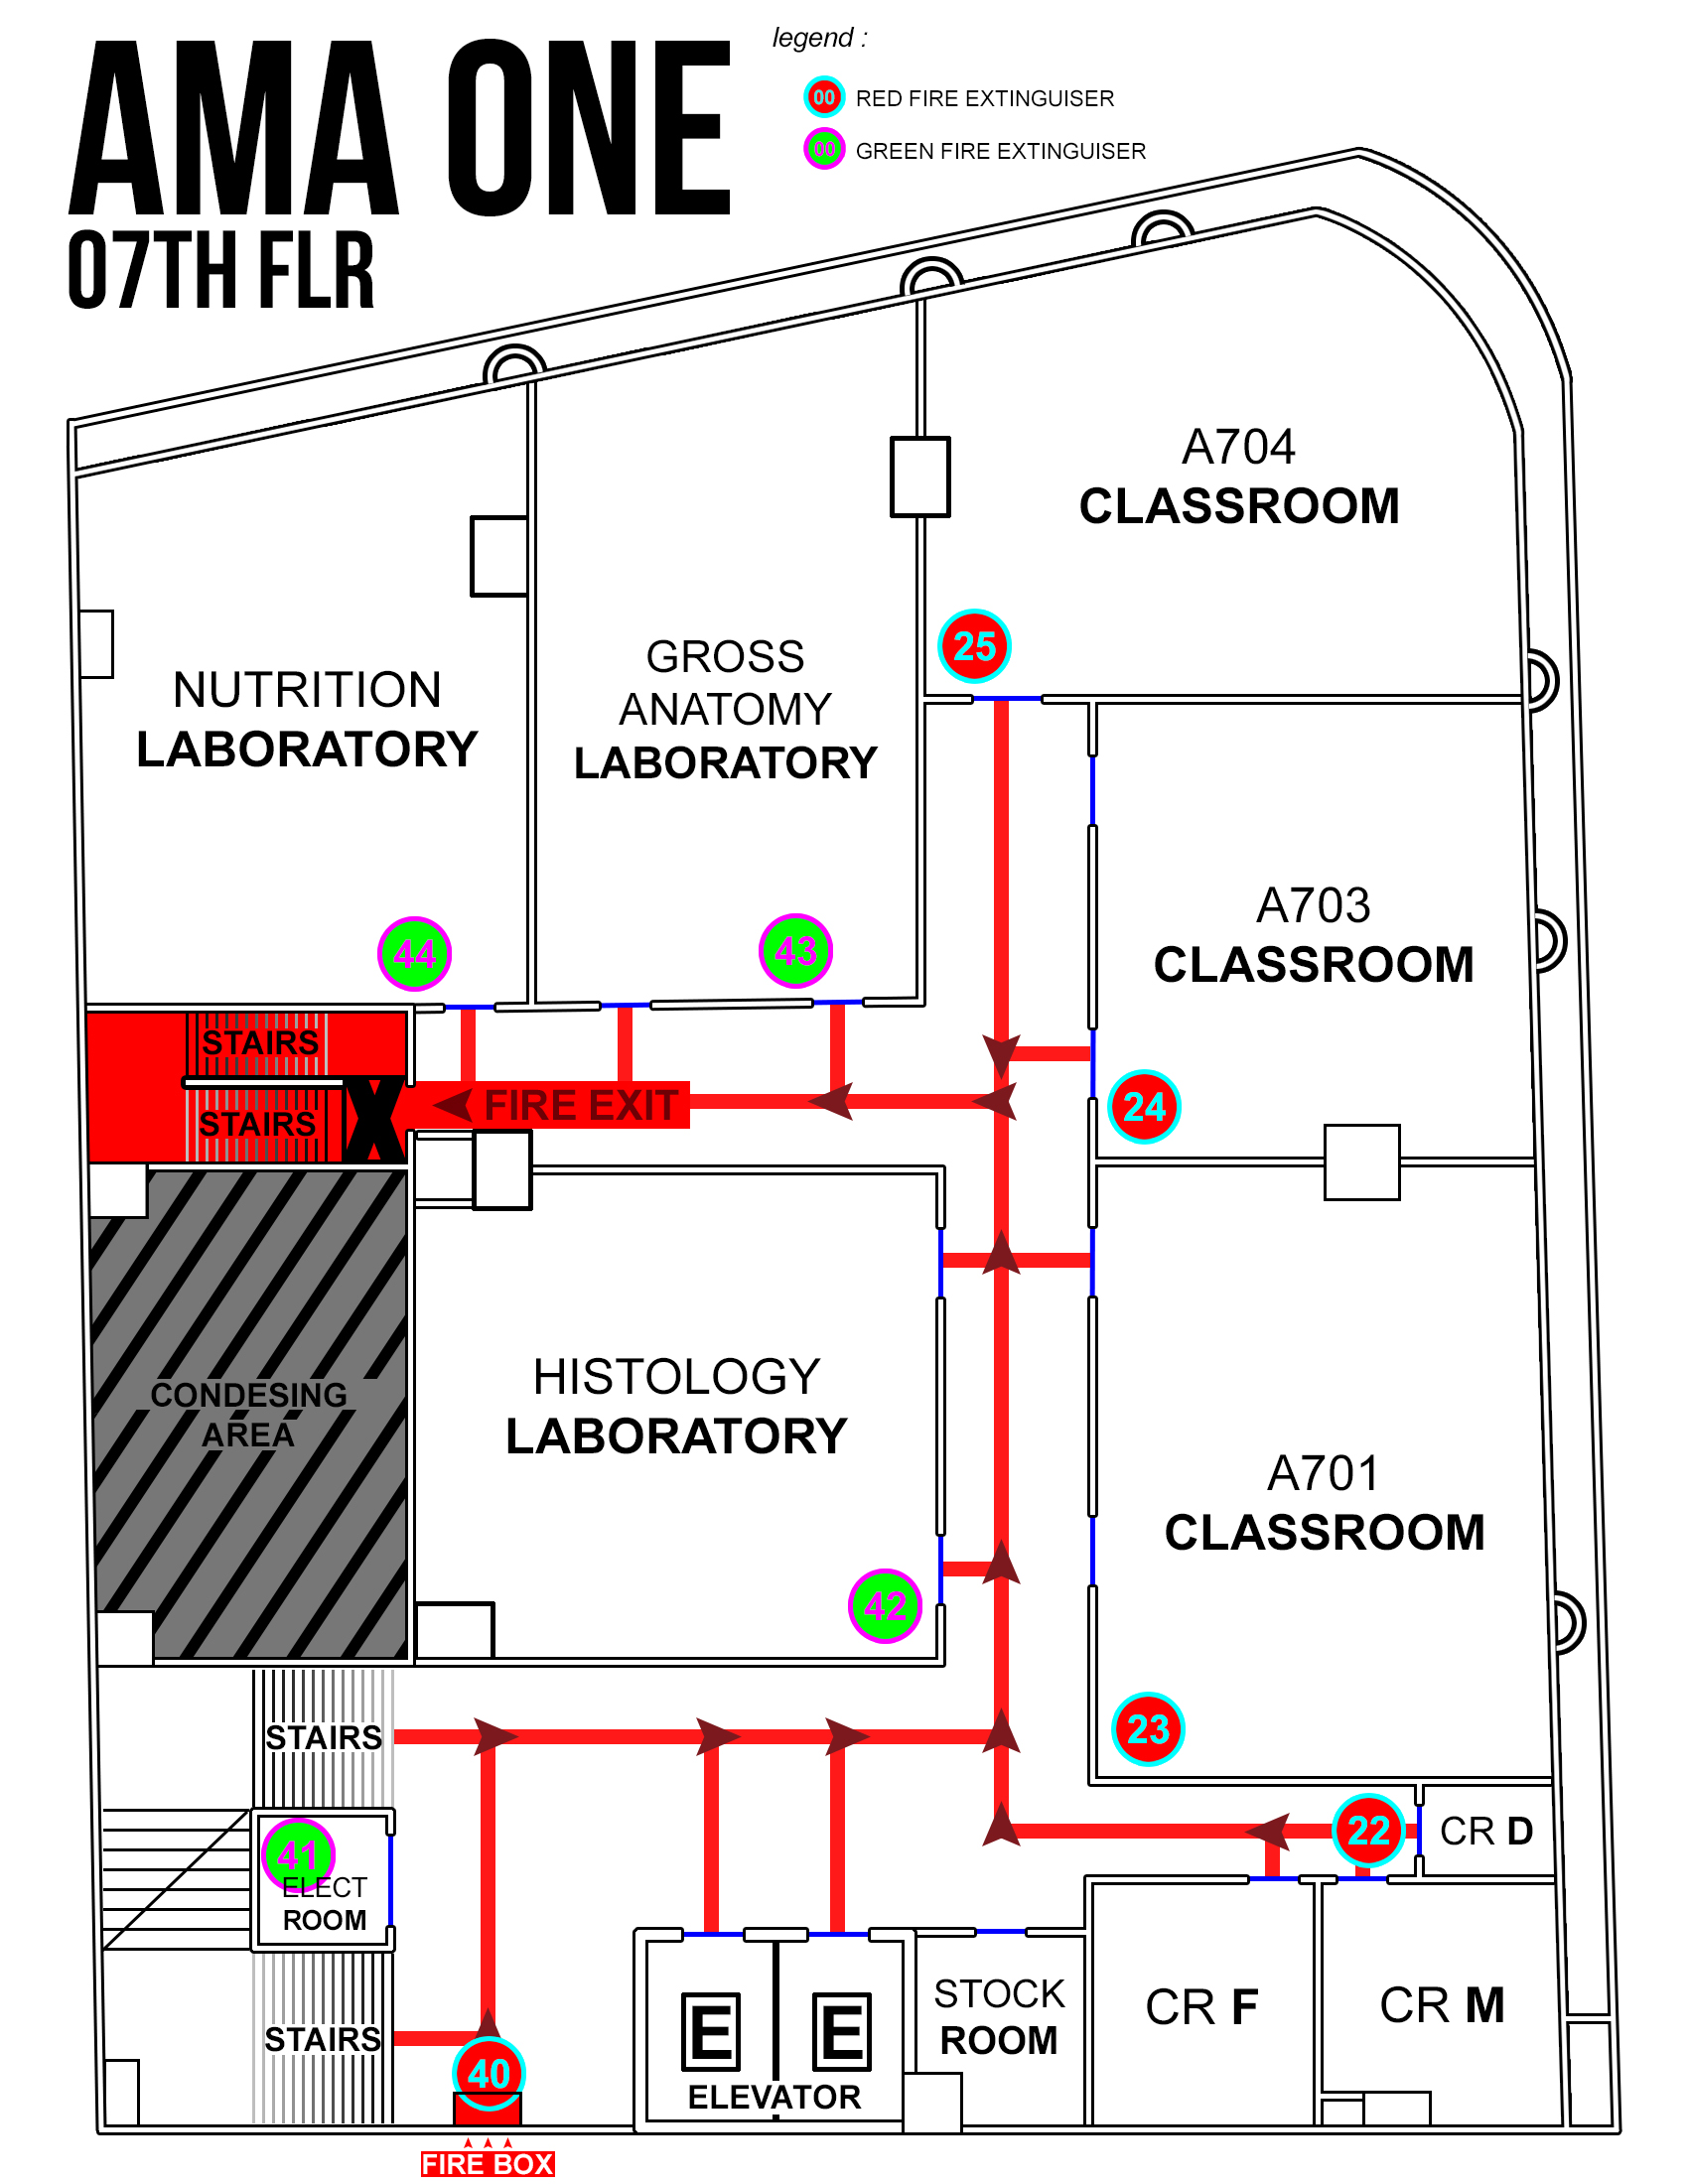 AMA ONE
07TH FLR
legend :
00 RED FIRE EXTINGUISER
00 GREEN FIRE EXTINGUISER
A704
CLASSROOM
25
NUTRITION
LABORATORY
GROSS
ANATOMY
LABORATORY
A703
CLASSROOM
44
43
24
STAIRS
STAIRS
X
FIRE EXIT
CONDESING
AREA
HISTOLOGY
LABORATORY
42
A701
CLASSROOM
23
STAIRS
41
ELECT
ROOM
22
CR D
STAIRS
40
FIRE BOX
E
E
ELEVATOR
STOCK
ROOM
CR F
CR M